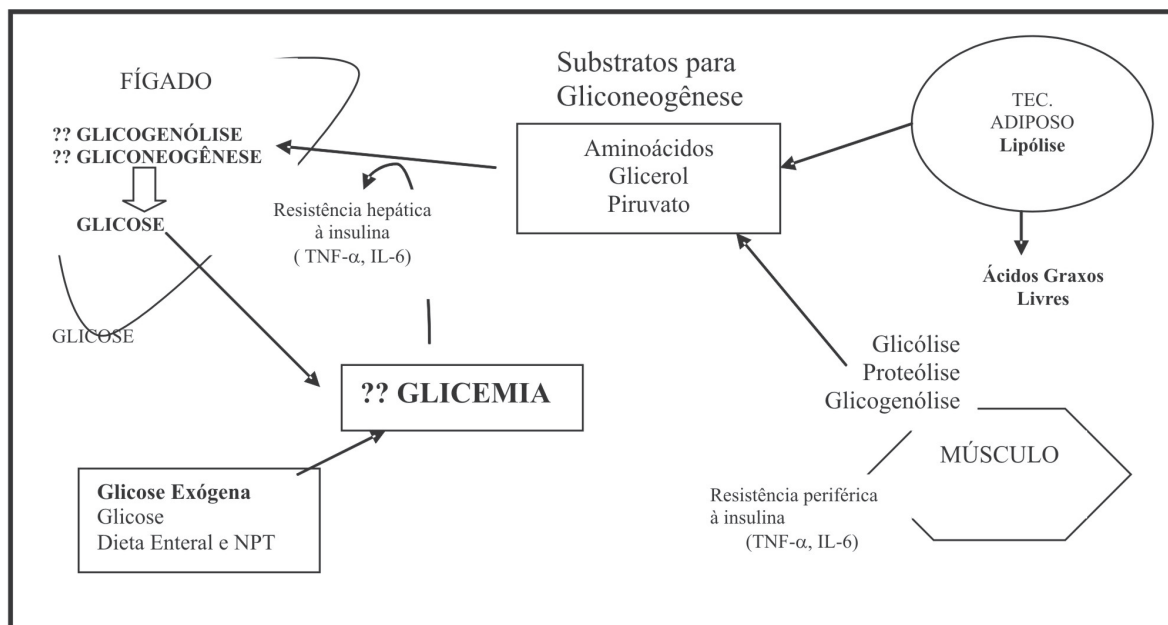 FÍGADO
?? GLICOGENÓLISE
?? GLICONEOGÊNESE
GLICOSE
GLICOSE
Resistência hepática
à insulina
( TNF-α, IL-6)
Substratos para
Gliconeogênese
Aminoácidos
Glicerol
Piruvato
TEC.
ADIPOSO
Lipólise
Ácidos Graxos
Livres
Glicólise
Proteólise
Glicogenólise
MÚSCULO
Resistência periférica
à insulina
(TNF-α, IL-6)
?? GLICEMIA
Glicose Exógena
Glicose
Dieta Enteral e NPT